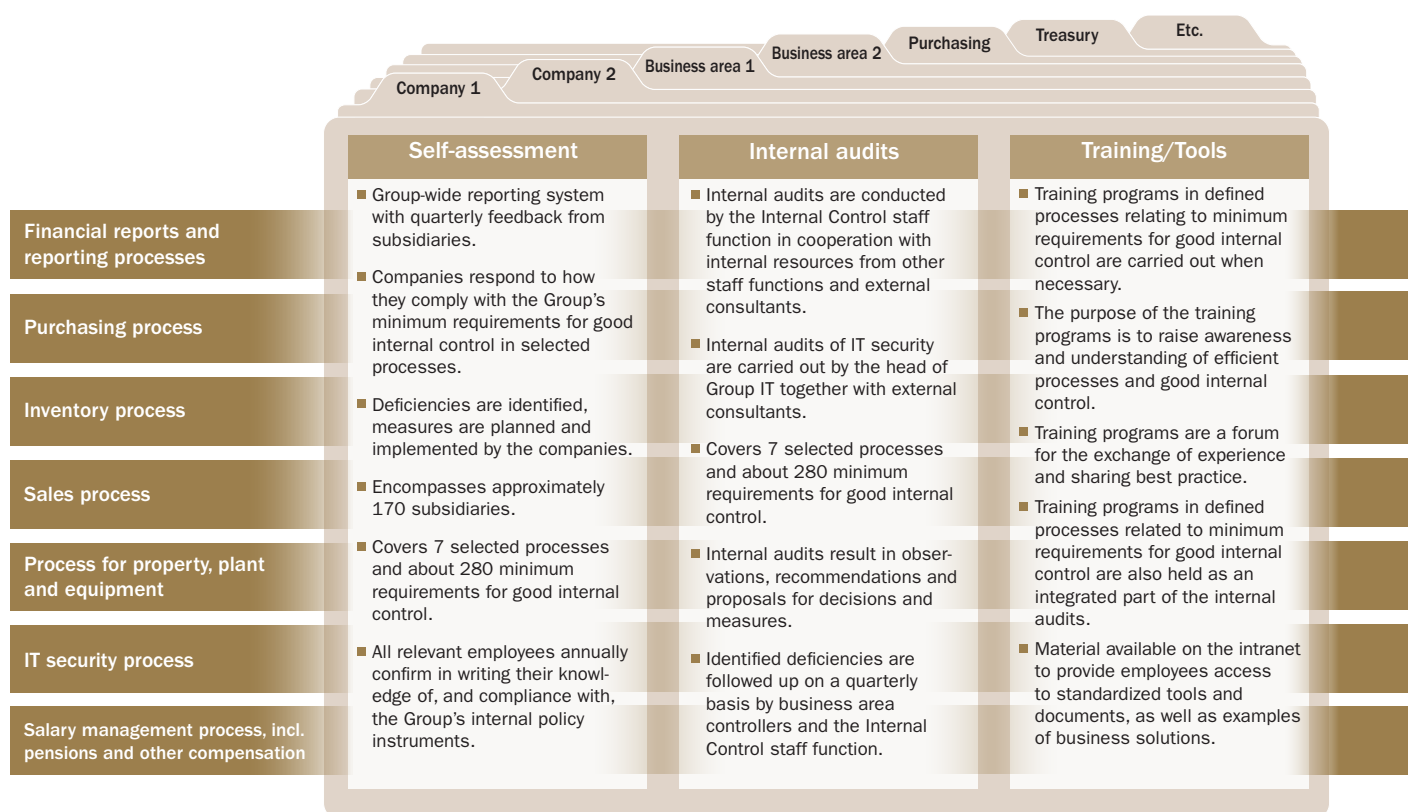 Company 1
Company 2
Business area 1
Business area 2
Purchasing
Treasury
Etc.
Financial reports and
reporting processes
Purchasing process
Inventory process
Sales process
Process for property, plant
and equipment
IT security process
Salary management process, incl.
pensions and other compensation
Self-assessment
Group-wide reporting system
with quarterly feedback from
subsidiaries.
Companies respond to how
they comply with the Group’s
minimum requirements for good
internal control in selected
processes.
Deficiencies are identified,
measures are planned and
implemented by the companies.
Encompasses approximately
170 subsidiaries.
Covers 7 selected processes
and about 280 minimum
requirements for good internal
control.
All relevant employees annually
confirm in writing their knowl-
edge of, and compliance with,
the Group’s internal policy
instruments.
Internal audits
Internal audits are conducted
by the Internal Control staff
function in cooperation with
internal resources from other
staff functions and external
consultants.
Internal audits of IT security
are carried out by the head of
Group IT together with external
consultants.
Covers 7 selected processes
and about 280 minimum
requirements for good internal
control.
Internal audits result in obser-
vations, recommendations and
proposals for decisions and
measures.
Identified deficiencies are
followed up on a quarterly
basis by business area
controllers and the Internal
Control staff function.
Training/Tools
Training programs in defined
processes relating to minimum
requirements for good internal
control are carried out when
necessary.
The purpose of the training
programs is to raise awareness
and understanding of efficient
processes and good internal
control.
Training programs are a forum
for the exchange of experience
and sharing best practice.
Training programs in defined
processes related to minimum
requirements for good internal
control are also held as an
integrated part of the internal
audits.
Material available on the intranet
to provide employees access
to standardized tools and
documents, as well as examples
of business solutions.